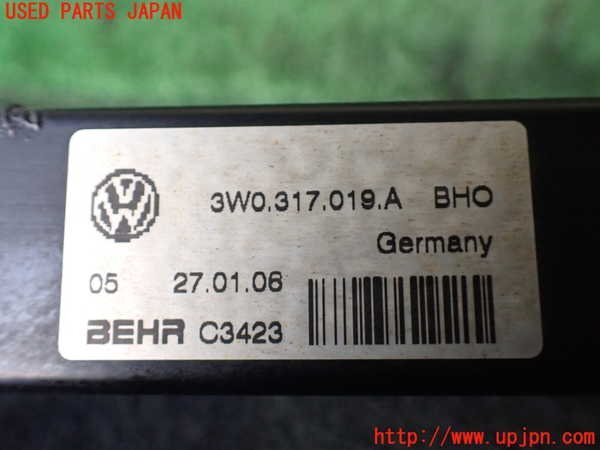 USED PARTS JAPAN
3W0.317.019.A BHO
Germany
05 27.01.06
BEHR C3423
http://www.upjpn.com/